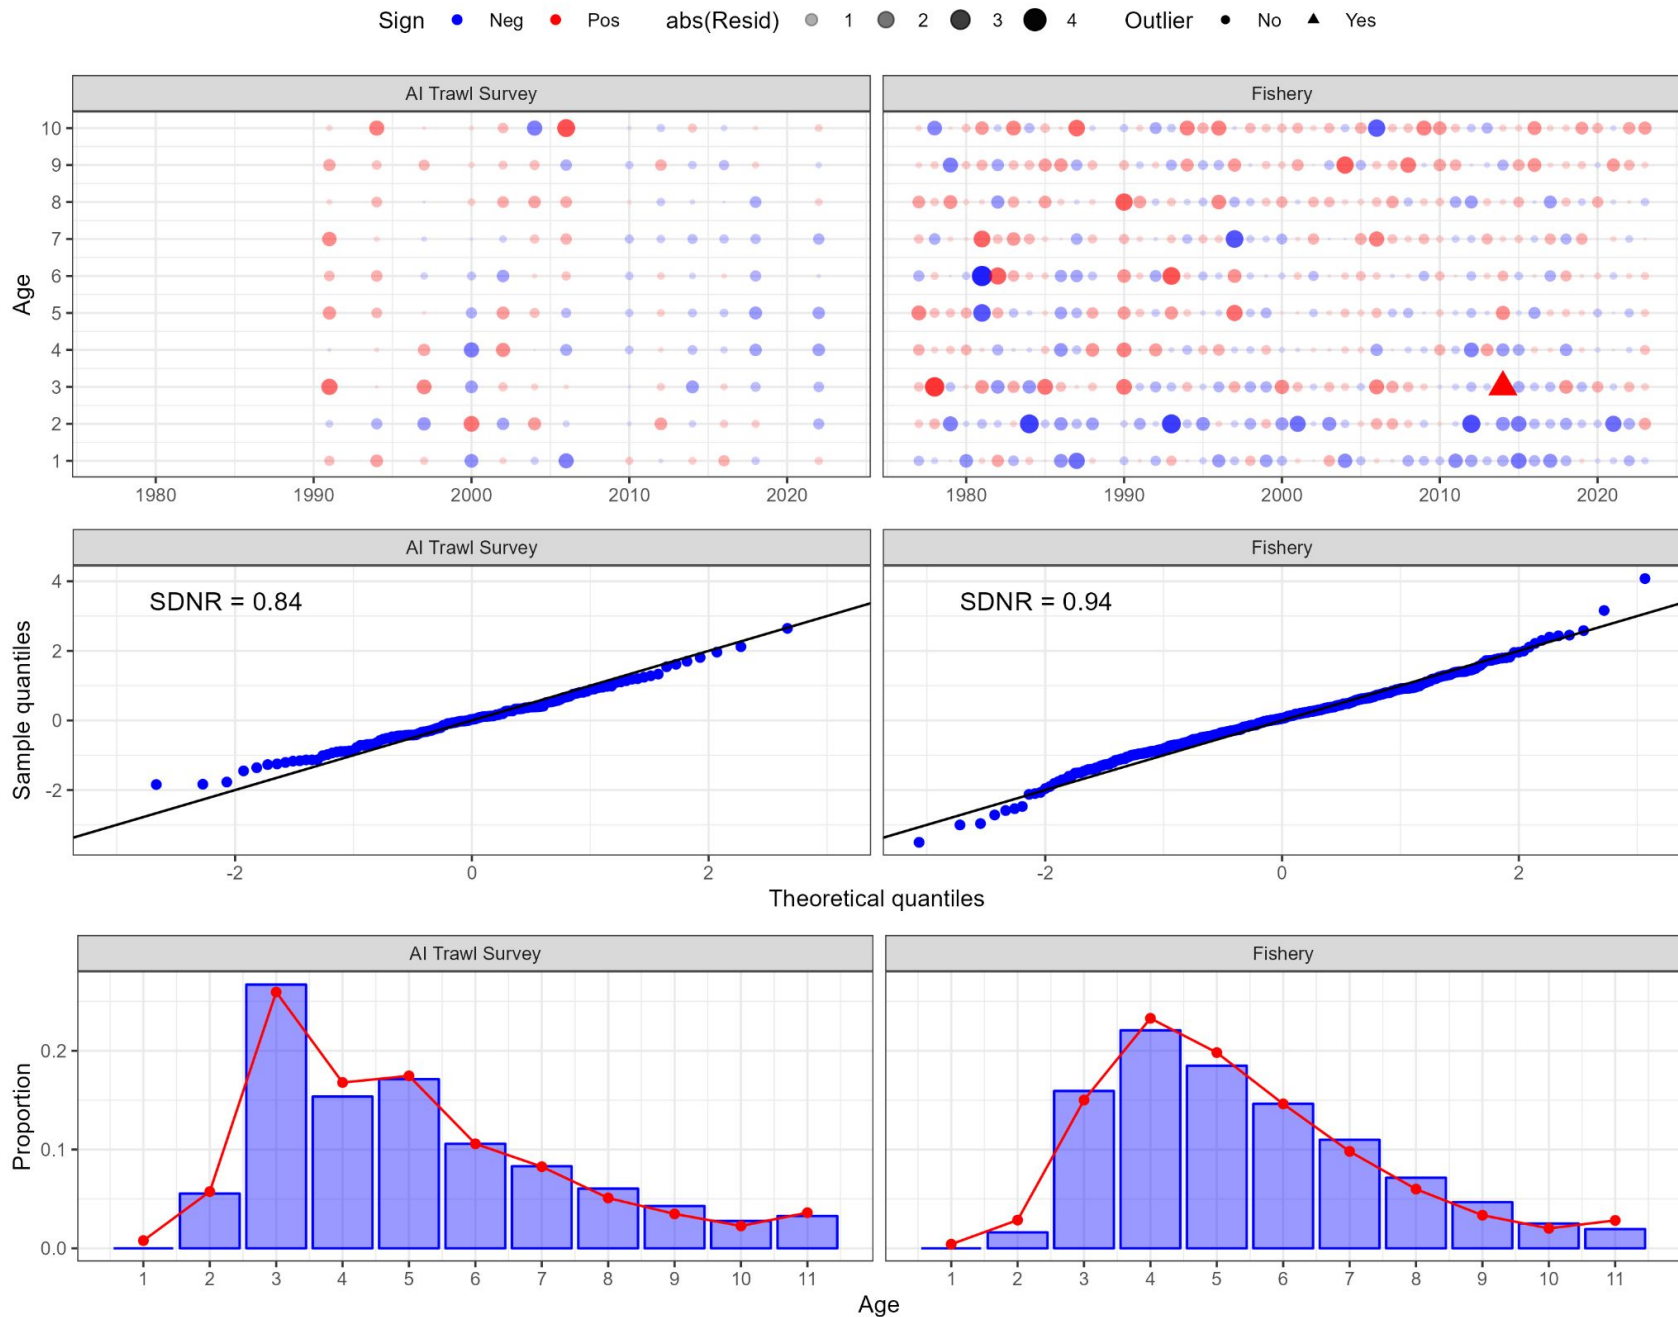 Sign Neg Pos abs(Resid) 1 2 3 4 Outlier No Yes
AI Trawl Survey Fishery
10
9
8
7
6
5
4
3
2
1
Age
1980 1990 2000 2010 2020 1980 1990 2000 2010 2020
AI Trawl Survey Fishery
SDNR = 0.84 SDNR = 0.94
4
2
0
-2
Sample quantiles
-2 0 2 -2 0 2
Theoretical quantiles
AI Trawl Survey Fishery
0.2
0.1
0.0
Proportion
1 2 3 4 5 6 7 8 9 10 11 1 2 3 4 5 6 7 8 9 10 11
Age